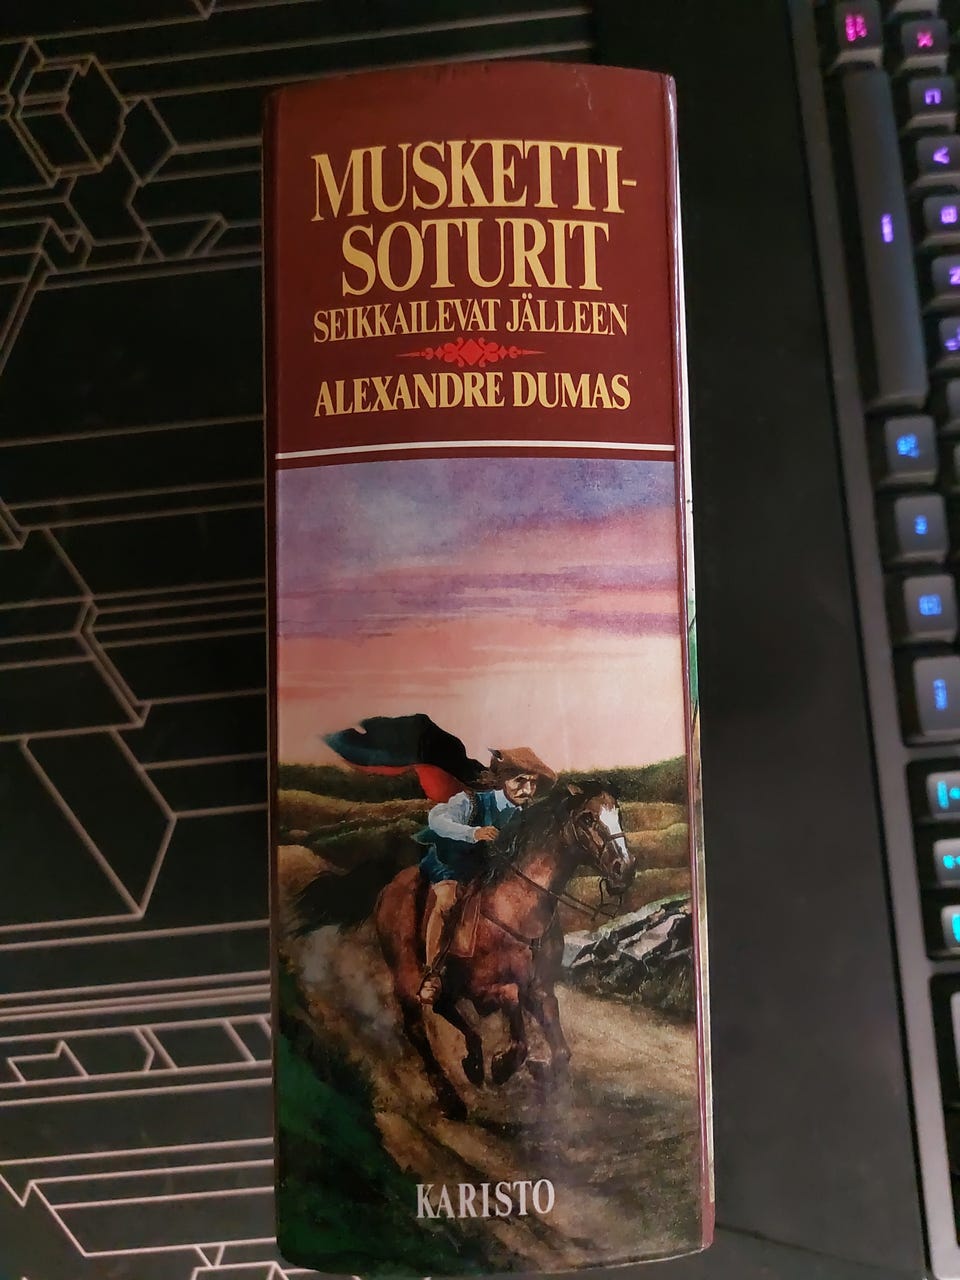 MUSKETTI-
SOTURIT
SEIKKAILEVAT JÄLLEEN
ALEXANDRE DUMAS
KARISTO